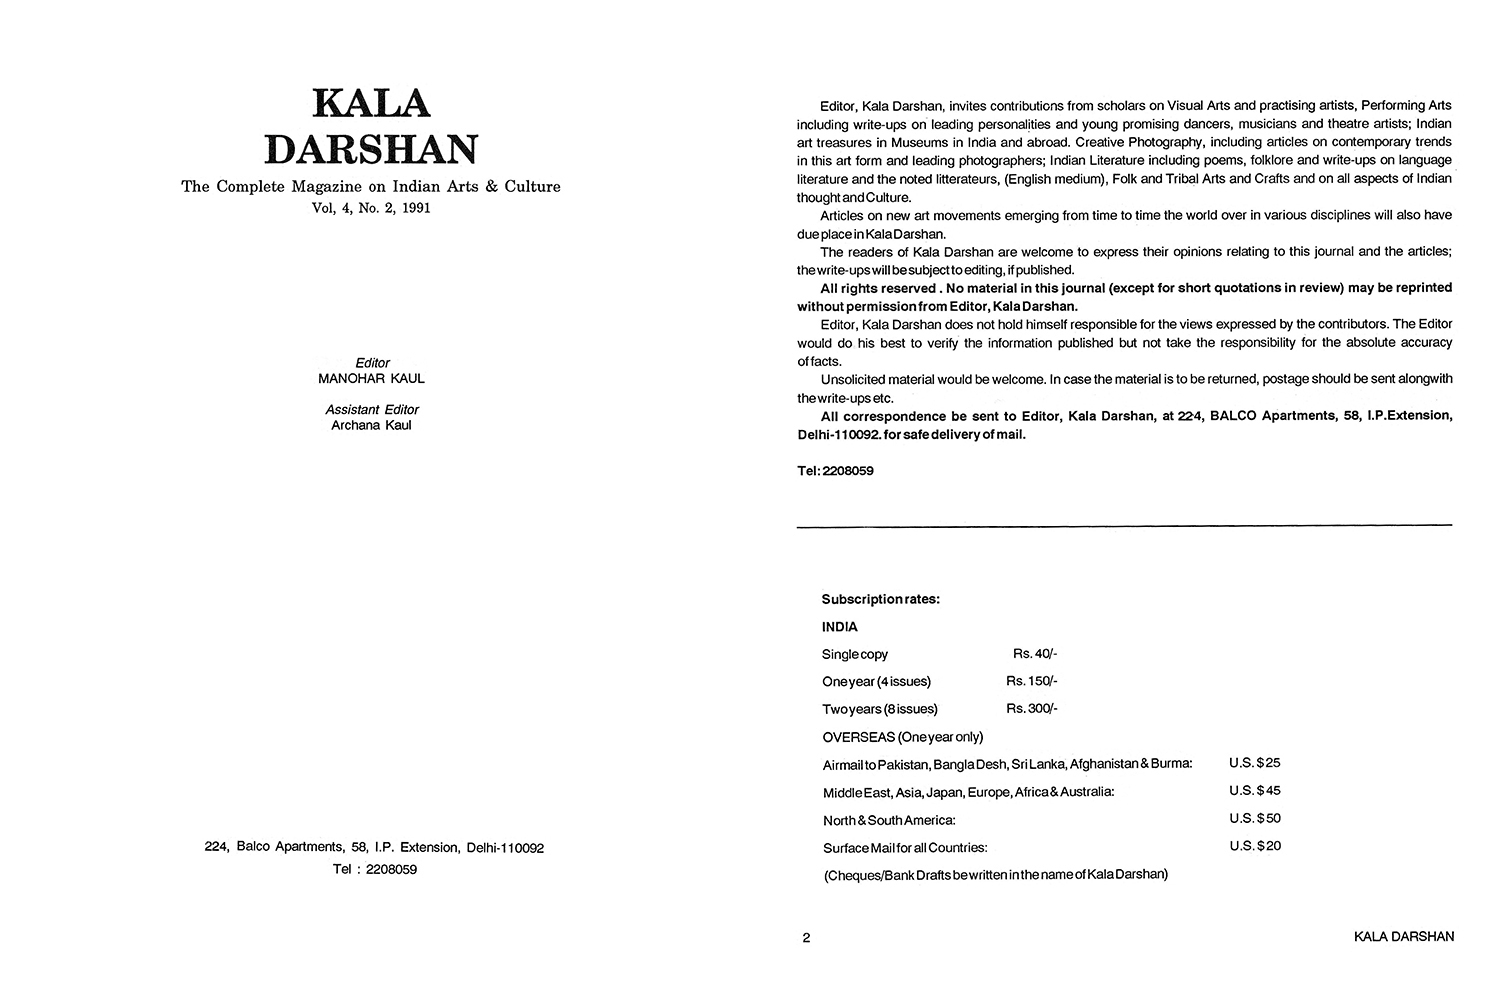 KALA
DARSHAN
The Complete Magazine on Indian Arts & Culture
Vol, 4, No. 2, 1991
Editor
MANOHAR KAUL
Assistant Editor
Archana Kaul
224, Balco Apartments, 58, I.P. Extension, Delhi-110092
Tel : 2208059
Editor, Kala Darshan, invites contributions from scholars on Visual Arts and practising artists, Performing Arts
including write-ups on leading personalities and young promising dancers, musicians and theatre artists; Indian
art treasures in Museums in India and abroad. Creative Photography, including articles on contemporary trends
in this art form and leading photographers; Indian Literature including poems, folklore and write-ups on language
literature and the noted litterateurs, (English medium), Folk and Tribal Arts and Crafts and on all aspects of Indian
thought and Culture.
Articles on new art movements emerging from time to time the world over in various disciplines will also have
due place in Kala Darshan.
The readers of Kala Darshan are welcome to express their opinions relating to this journal and the articles;
the write-ups will be subject to editing, if published.
All rights reserved . No material in this journal (except for short quotations in review) may be reprinted
without permission from Editor, Kala Darshan.
Editor, Kala Darshan does not hold himself responsible for the views expressed by the contributors. The Editor
would do his best to verify the information published but not take the responsibility for the absolute accuracy
of facts.
Unsolicited material would be welcome. In case the material is to be returned, postage should be sent alongwith
the write-ups etc.
All correspondence be sent to Editor, Kala Darshan, at 224, BALCO Apartments, 58, I.P.Extension,
Delhi-110092. for safe delivery of mail.
Tel: 2208059
Subscription rates:
INDIA
Single copy Rs. 40/-
One year (4 issues) Rs. 150/-
Two years (8 issues) Rs. 300/-
OVERSEAS (One year only)
Airmail to Pakistan, Bangla Desh, Sri Lanka, Afghanistan & Burma: U.S. $ 25
Middle East, Asia, Japan, Europe, Africa & Australia: U.S. $ 45
North & South America: U.S. $ 50
Surface Mail for all Countries: U.S. $ 20
(Cheques/Bank Drafts be written in the name of Kala Darshan)
2 KALA DARSHAN